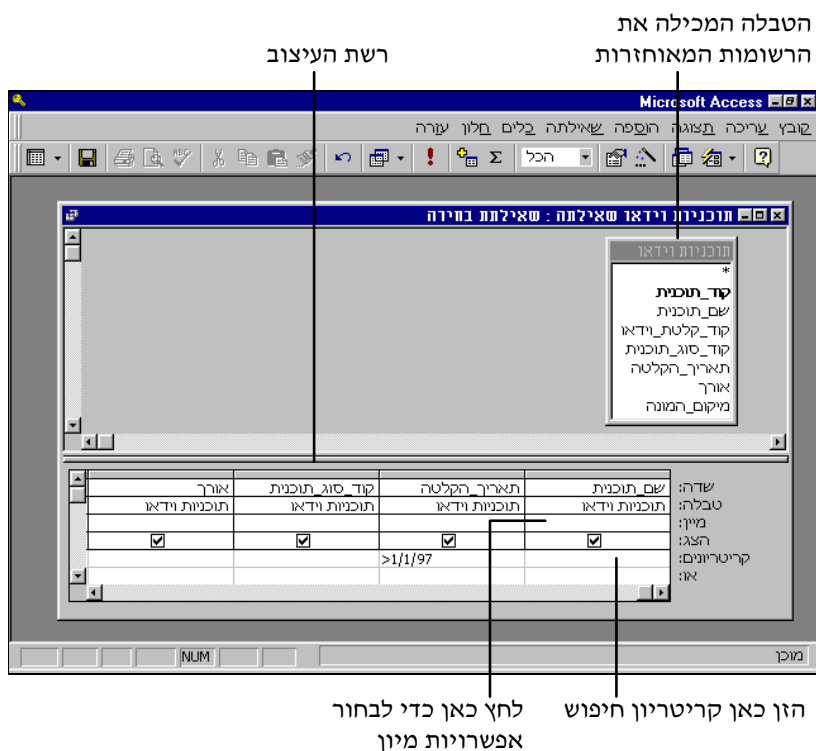 הטבלה המכילה את
הרשומות המאוחזרות
רשת העיצוב
Microsoft Access
קובץ עריכה תצוגה הוספה שאילתה כלים חלון עזרה
הכל
תוכניות וידאו שאילתה : שאילתת בחירה
תוכניות וידאו
*
קוד_תוכנית
שם_תוכנית
קוד_קלטת_וידאו
קוד_סוג_תוכנית
תאריך_הקלטה
אורך
מיקום_המונה
שדה: שם_תוכנית תאריך_הקלטה קוד_סוג_תוכנית אורך
טבלה: תוכניות וידאו תוכניות וידאו תוכניות וידאו תוכניות וידאו
מיין:
הצג:
קריטריונים: >1/1/97
או:
מוכן NUM
הזן כאן קריטריון חיפוש
לחץ כאן כדי לבחור
אפשרויות מיון